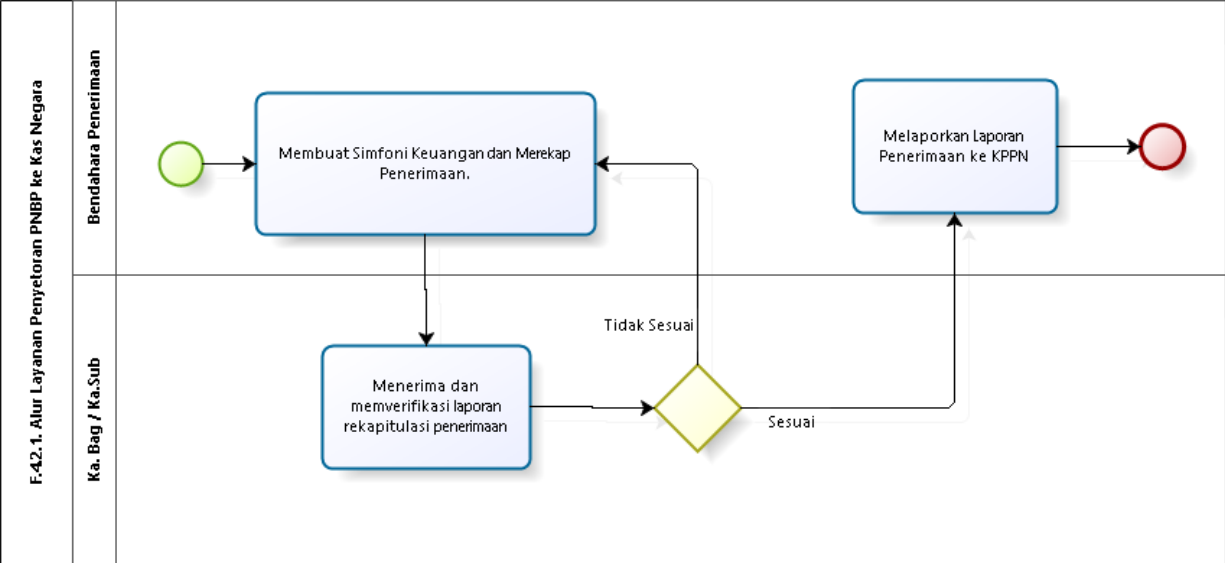 F.42.1. Alur Layanan Penyetoran PNBP ke Kas Negara
Bendahara Penerimaan
Membuat Simfoni Keuangan dan Merekap
Penerimaan.
Melaporkan Laporan
Penerimaan ke KPPN
Ka. Bag / Ka.Sub
Menerima dan
memverifikasi laporan
rekapitulasi penerimaan
Tidak Sesuai
Sesuai